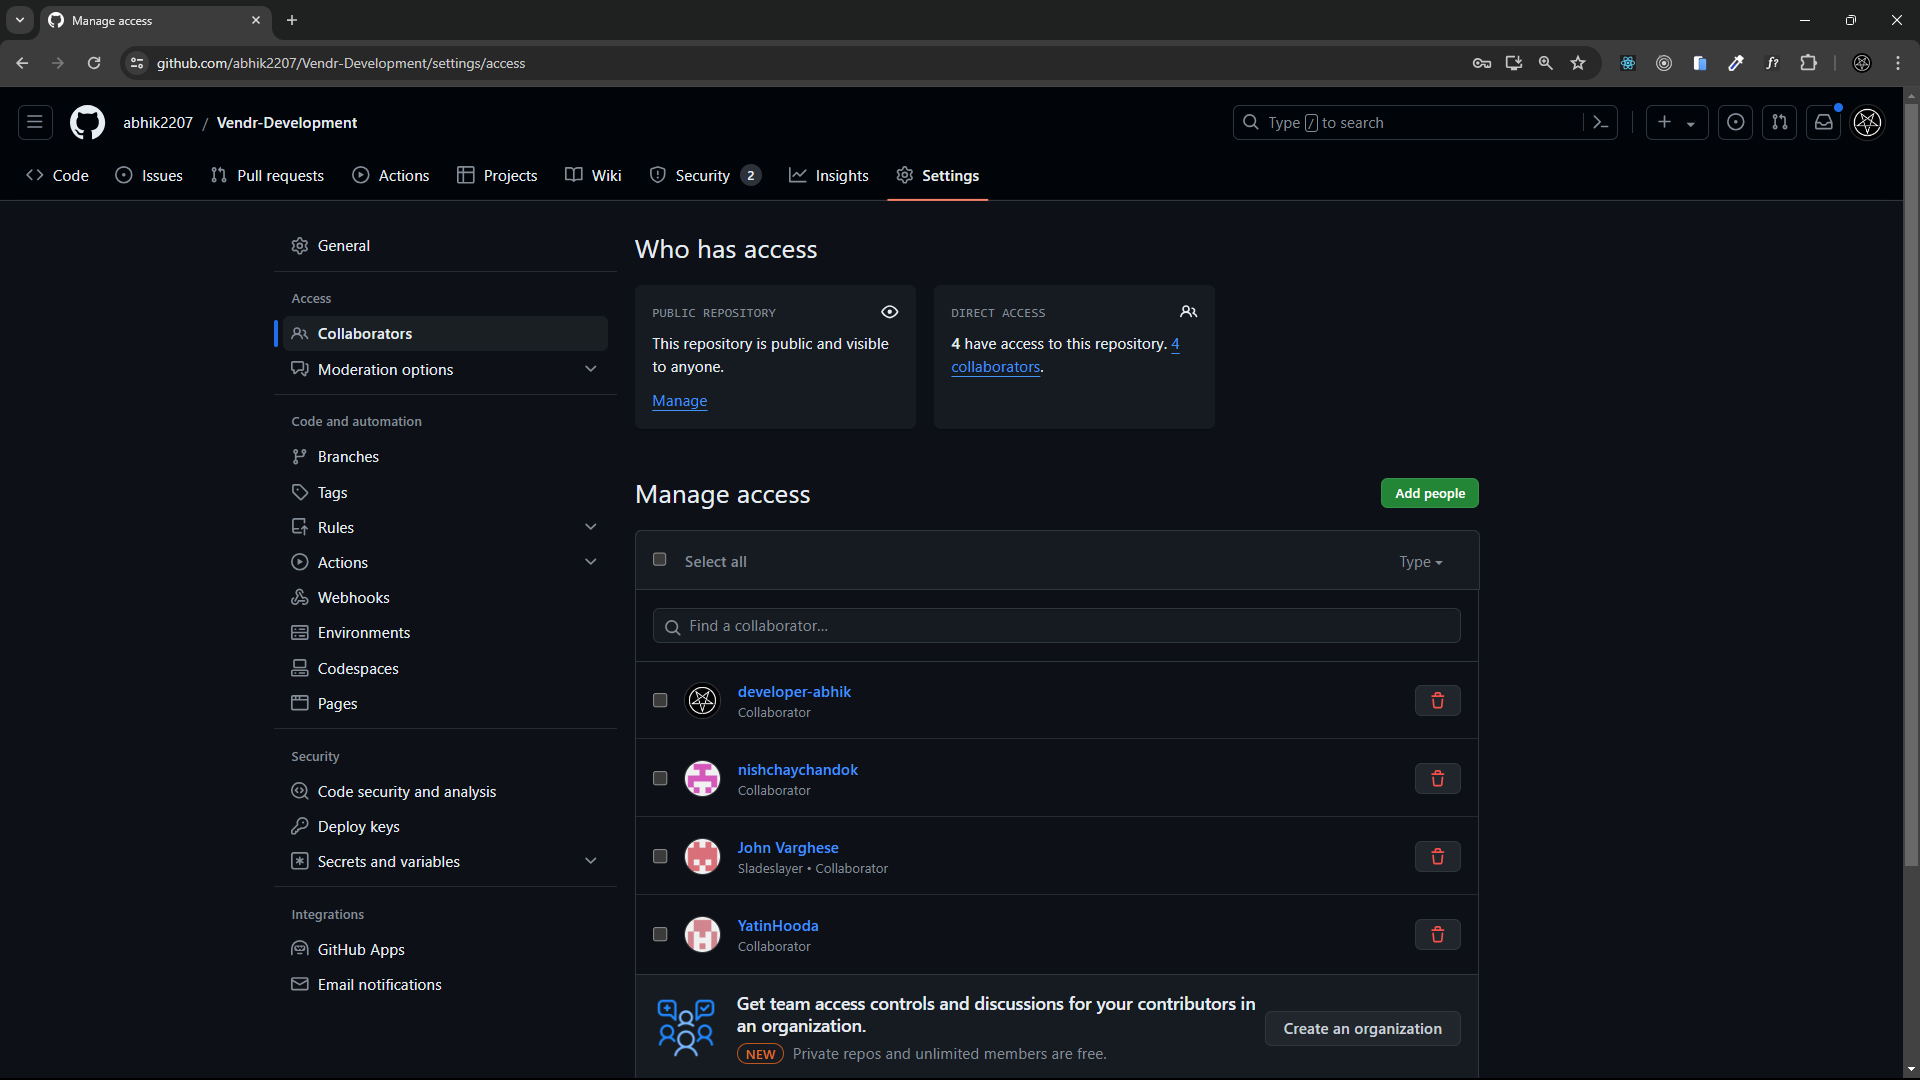 Manage access
github.com/abhik2207/Vendr-Development/settings/access
abhik2207 / Vendr-Development
Type / to search
Code
Issues
Pull requests
Actions
Projects
Wiki
Security 2
Insights
Settings
General
Access
Collaborators
Moderation options
Code and automation
Branches
Tags
Rules
Actions
Webhooks
Environments
Codespaces
Pages
Security
Code security and analysis
Deploy keys
Secrets and variables
Integrations
GitHub Apps
Email notifications
Who has access
PUBLIC REPOSITORY
This repository is public and visible
to anyone.
Manage
DIRECT ACCESS
4 have access to this repository. 4
collaborators.
Manage access
Add people
Select all
Type
Find a collaborator...
developer-abhik
Collaborator
nishchaychandok
Collaborator
John Varghese
Sladeslayer • Collaborator
YatinHooda
Collaborator
Get team access controls and discussions for your contributors in
an organization.
NEW Private repos and unlimited members are free.
Create an organization